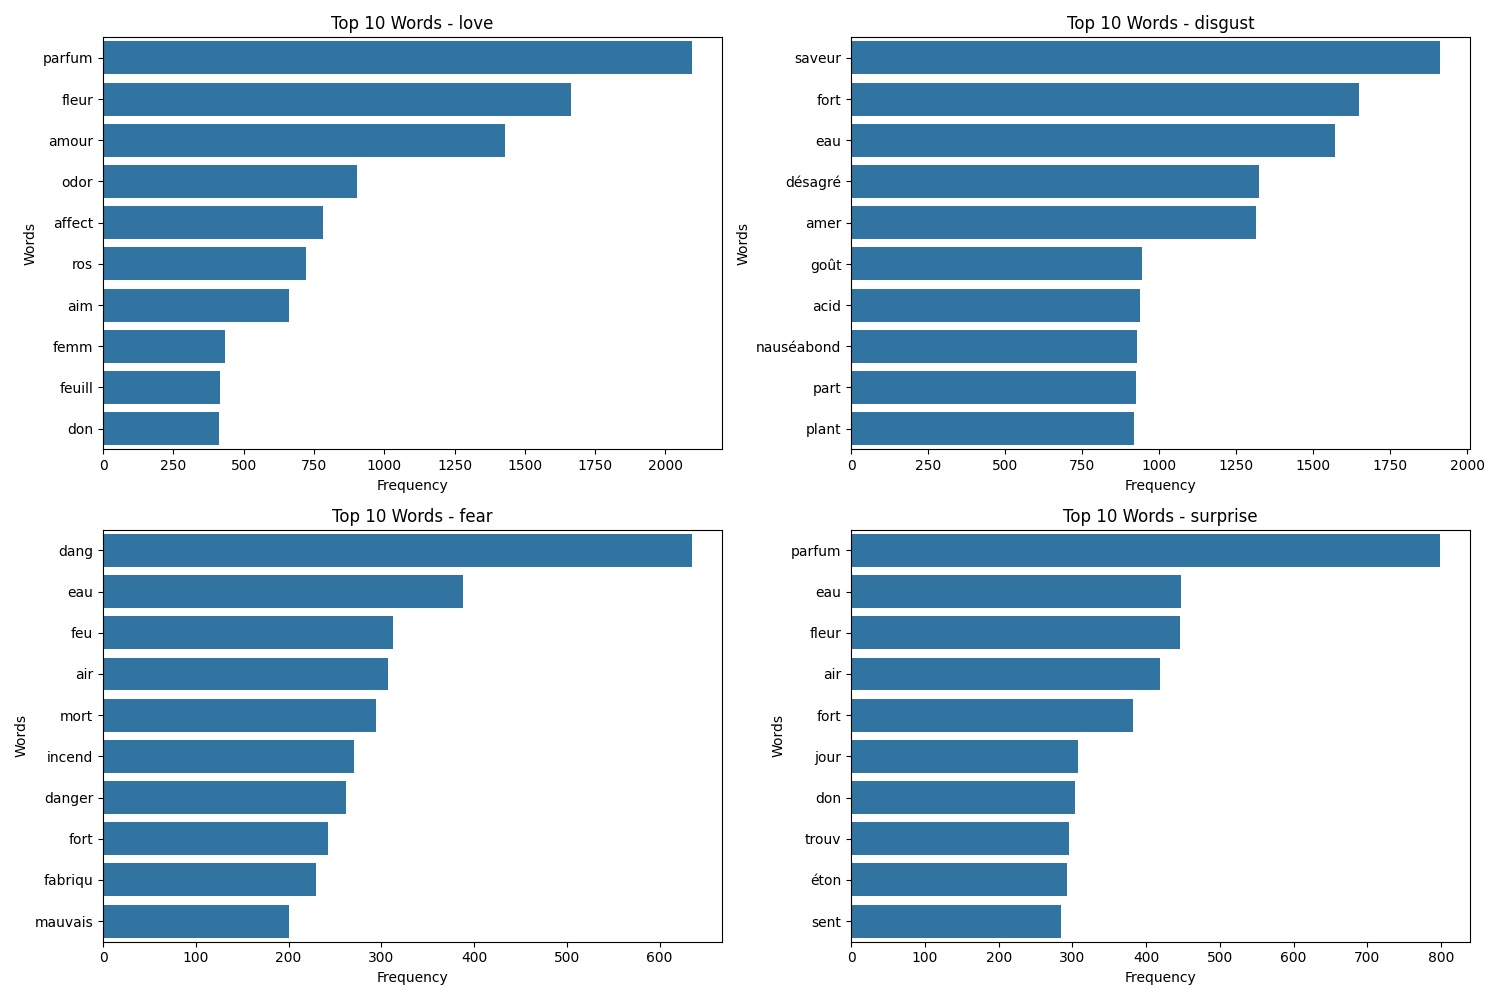 Top 10 Words - love
parfum
fleur
amour
odor
affect
ros
aim
femm
feuill
don
Words
0 250 500 750 1000 1250 1500 1750 2000
Frequency
Top 10 Words - disgust
saveur
fort
eau
désagré
amer
goût
acid
nauséabond
part
plant
Words
0 250 500 750 1000 1250 1500 1750 2000
Frequency
Top 10 Words - fear
dang
eau
feu
air
mort
incend
danger
fort
fabriqu
mauvais
Words
0 100 200 300 400 500 600
Frequency
Top 10 Words - surprise
parfum
eau
fleur
air
fort
jour
don
trouv
éton
sent
Words
0 100 200 300 400 500 600 700 800
Frequency